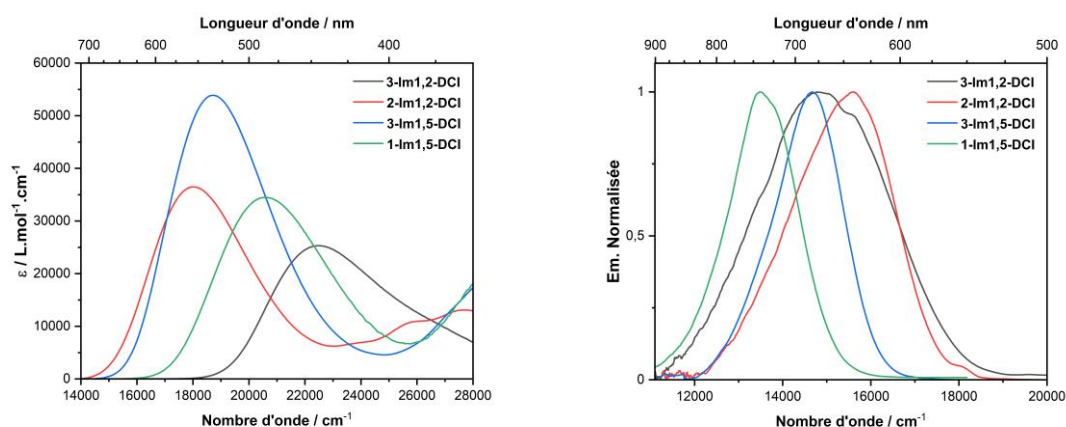 Longueur d'onde / nm
700 600 500 400
60000
50000
40000
30000
20000
10000
0
ε / L.mol⁻¹.cm⁻¹
3-Im1,2-DCI
2-Im1,2-DCI
3-Im1,5-DCI
1-Im1,5-DCI
14000 16000 18000 20000 22000 24000 26000 28000
Nombre d'onde / cm⁻¹
Longueur d'onde / nm
900 800 700 600 500
1
0,5
0
Em. Normalisée
3-Im1,2-DCI
2-Im1,2-DCI
3-Im1,5-DCI
1-Im1,5-DCI
12000 14000 16000 18000 20000
Nombre d'onde / cm⁻¹